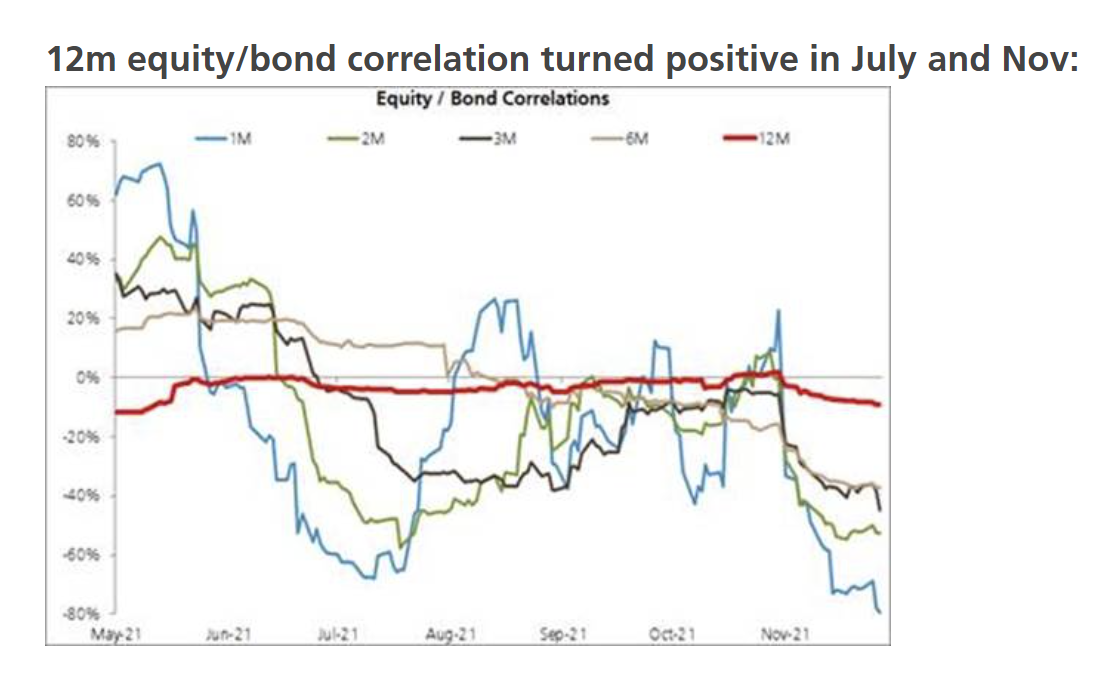 12m equity/bond correlation turned positive in July and Nov:
Equity / Bond Correlations
1M 2M 3M 6M 12M
80%
60%
40%
20%
0%
-20%
-40%
-60%
-80%
May-21 Jun-21 Jul-21 Aug-21 Sep-21 Oct-21 Nov-21